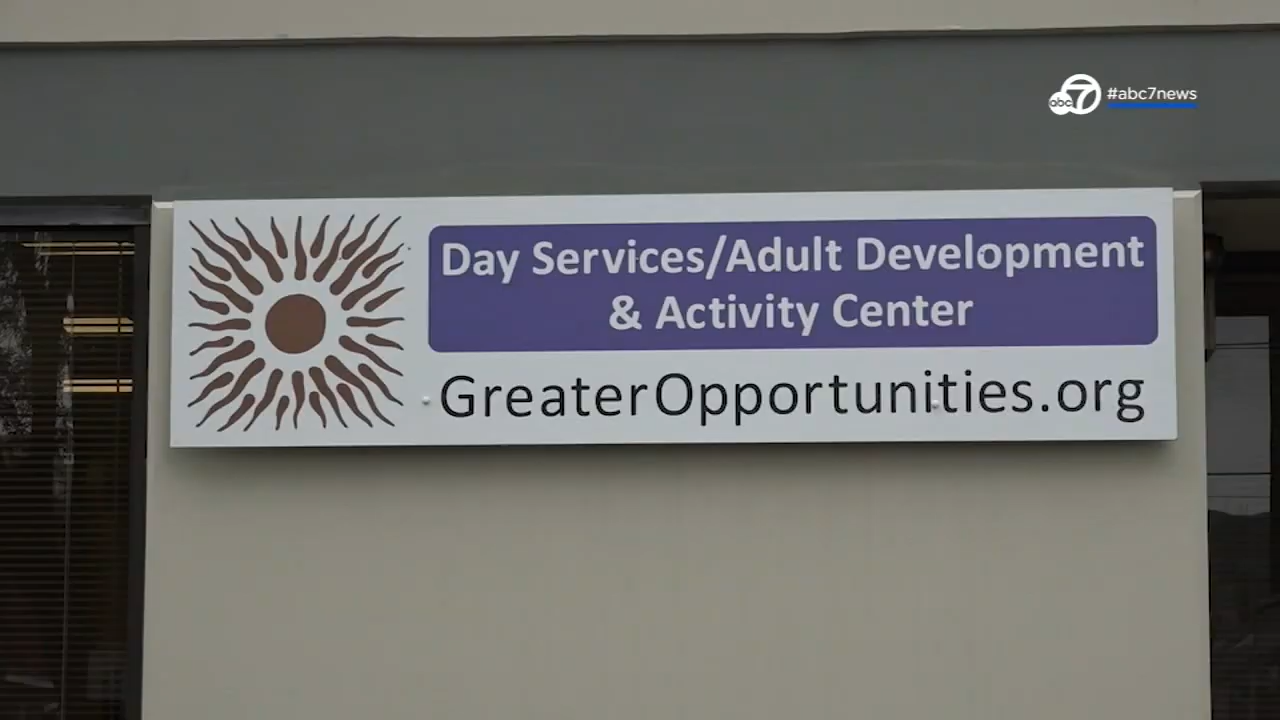 abc 7 #abc7news
Day Services/Adult Development
& Activity Center
GreaterOpportunities.org